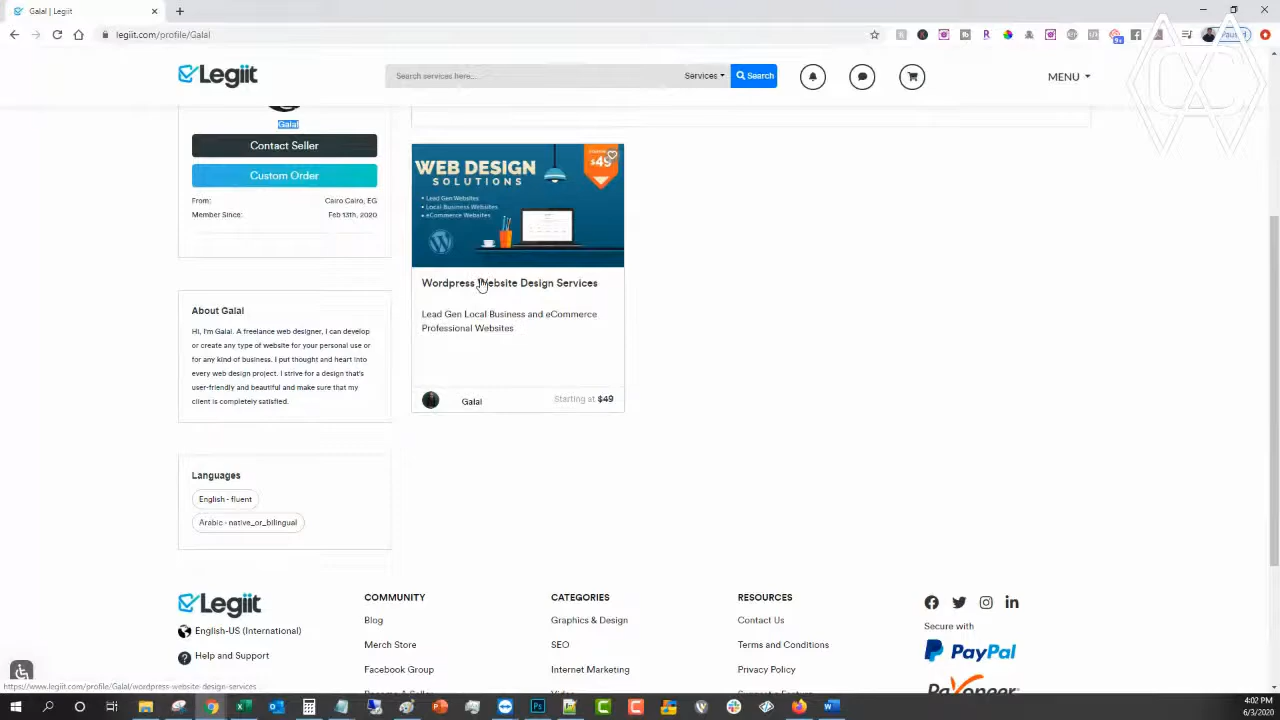 Galal | Legiit
legiit.com/profile/Galal
Paused
Legiit
Search services here...
Services
Search
MENU
Galal
Contact Seller
Custom Order
From: Cairo Cairo, EG
Member Since: Feb 13th, 2020
WEB DESIGN
SOLUTIONS
• Lead Gen Websites
• Local Business Websites
• eCommerce Websites
$49
Wordpress Website Design Services
Lead Gen Local Business and eCommerce
Professional Websites
Galal
Starting at $49
About Galal
Hi, I'm Galal. A freelance web designer, I can develop
or create any type of website for your personal use or
for any kind of business. I put thought and heart into
every web design project. I strive for a design that's
user-friendly and beautiful and make sure that my
client is completely satisfied.
Languages
English - fluent
Arabic - native_or_bilingual
Legiit
English-US (International)
Help and Support
COMMUNITY
Blog
Merch Store
Facebook Group
Become A Seller
CATEGORIES
Graphics & Design
SEO
Internet Marketing
Video
RESOURCES
Contact Us
Terms and Conditions
Privacy Policy
Suggest Feature
Secure with
PayPal
Payoneer
https://www.legiit.com/profile/Galal/wordpress-website-design-services
4:02 PM
6/3/2020